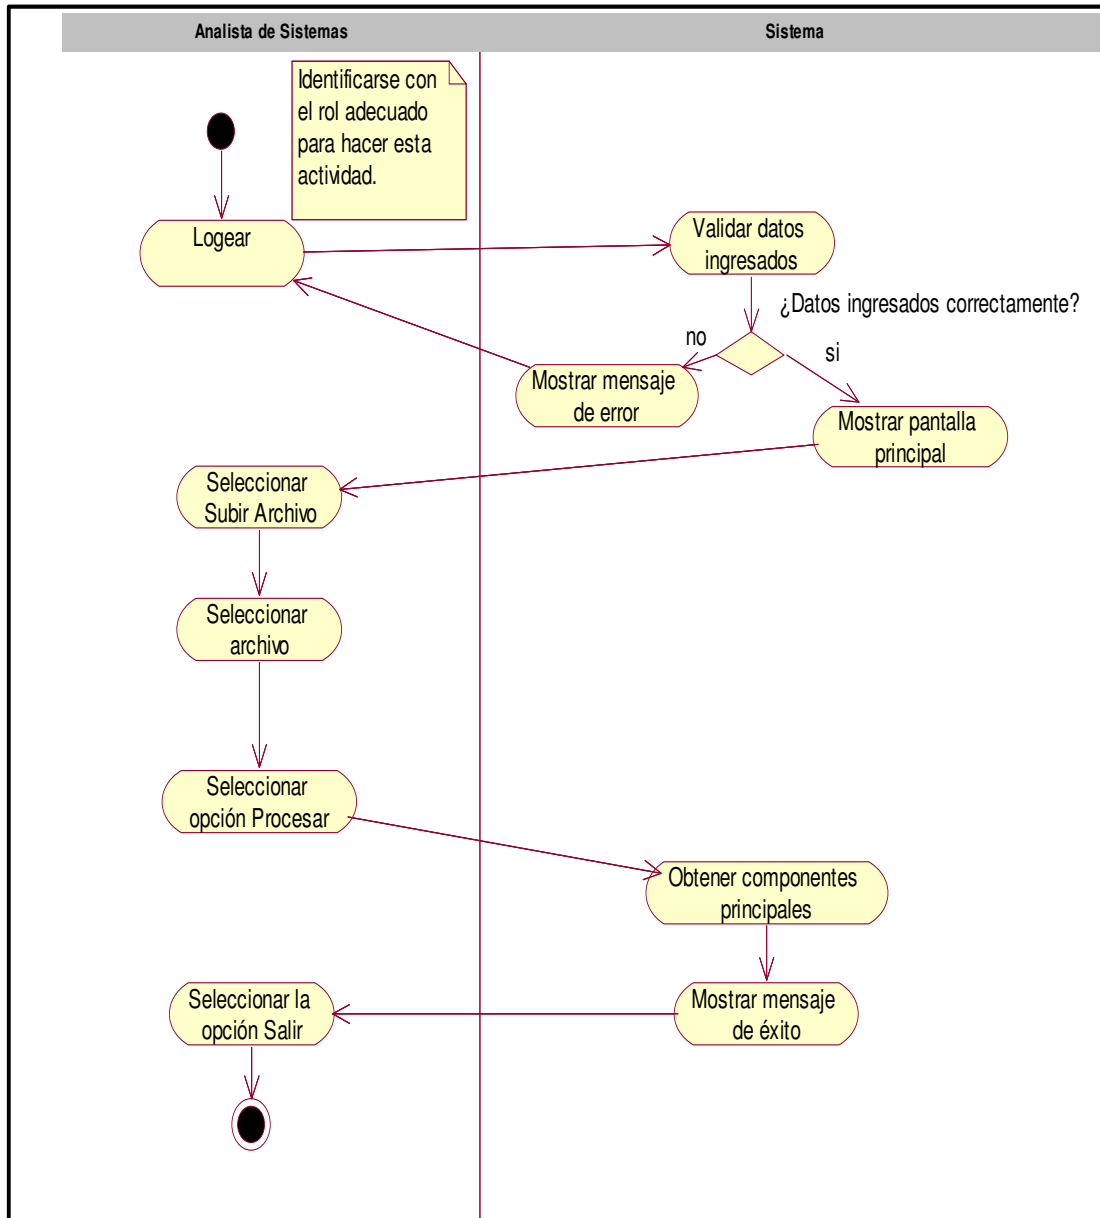 Analista de Sistemas
Sistema
Identificarse con
el rol adecuado
para hacer esta
actividad.
Logear
Validar datos
ingresados
¿Datos ingresados correctamente?
no
si
Mostrar mensaje
de error
Mostrar pantalla
principal
Seleccionar
Subir Archivo
Seleccionar
archivo
Seleccionar
opción Procesar
Obtener componentes
principales
Mostrar mensaje
de éxito
Seleccionar la
opción Salir